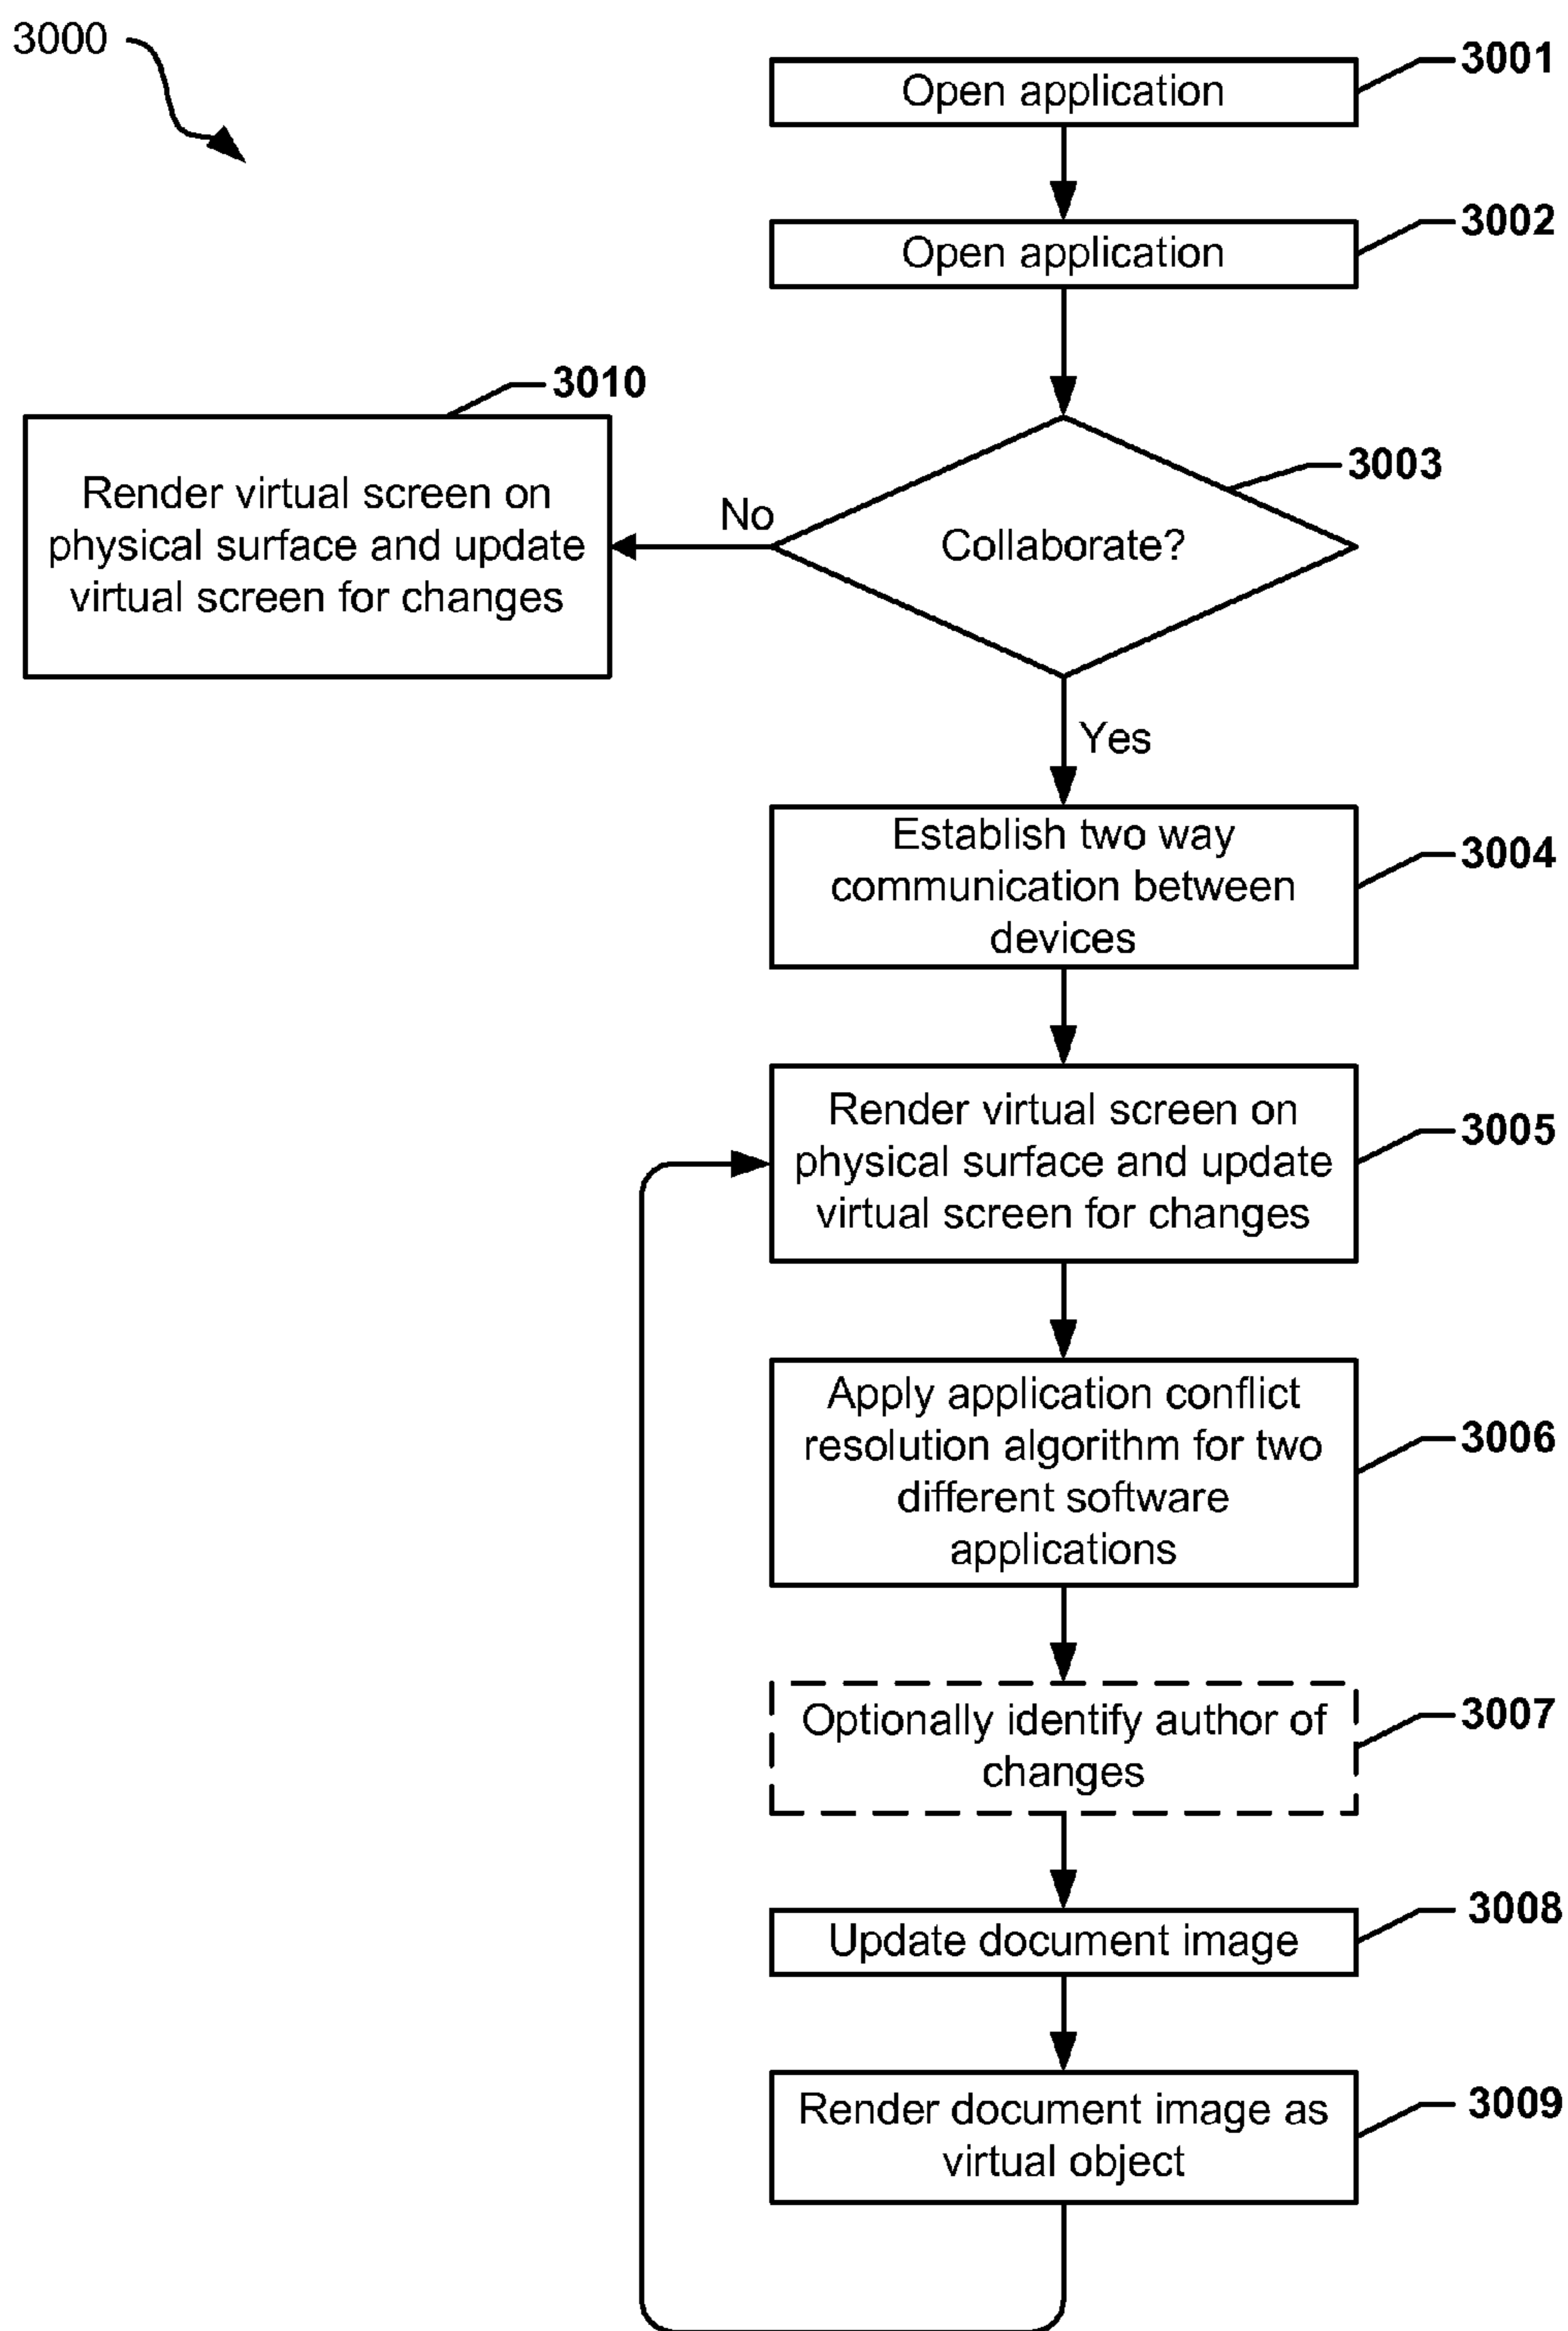 3000
Open application
3001
Open application
3002
3010
Render virtual screen on
physical surface and update
virtual screen for changes
No
Collaborate?
3003
Yes
Establish two way
communication between
devices
3004
Render virtual screen on
physical surface and update
virtual screen for changes
3005
Apply application conflict
resolution algorithm for two
different software
applications
3006
Optionally identify author of
changes
3007
Update document image
3008
Render document image as
virtual object
3009